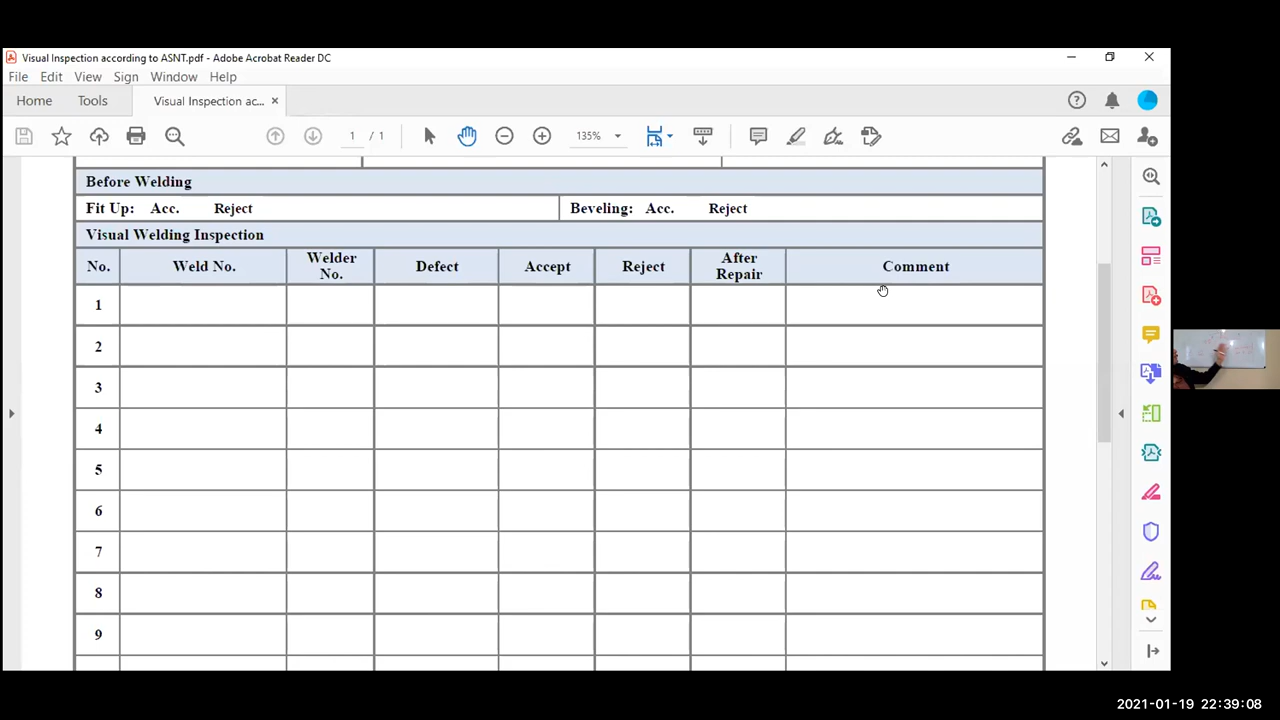 Visual Inspection according to ASNT.pdf - Adobe Acrobat Reader DC
File Edit View Sign Window Help
Home Tools Visual Inspection ac... ×
1 / 1 135%
Before Welding
Fit Up: Acc. Reject Beveling: Acc. Reject
Visual Welding Inspection
No. Weld No. Welder No. Defect Accept Reject After Repair Comment
1
2
3
4
5
6
7
8
9
2021-01-19 22:39:08